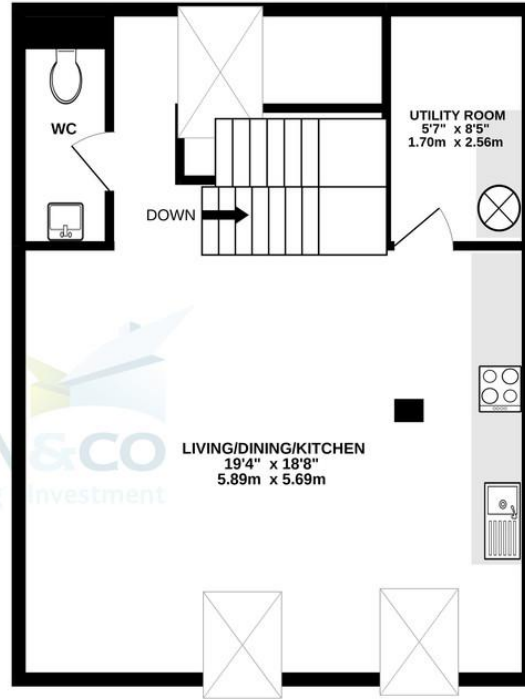 WC
UTILITY ROOM
5'7" x 8'5"
1.70m x 2.56m
DOWN
LIVING/DINING/KITCHEN
19'4" x 18'8"
5.89m x 5.69m
&CO
Investment